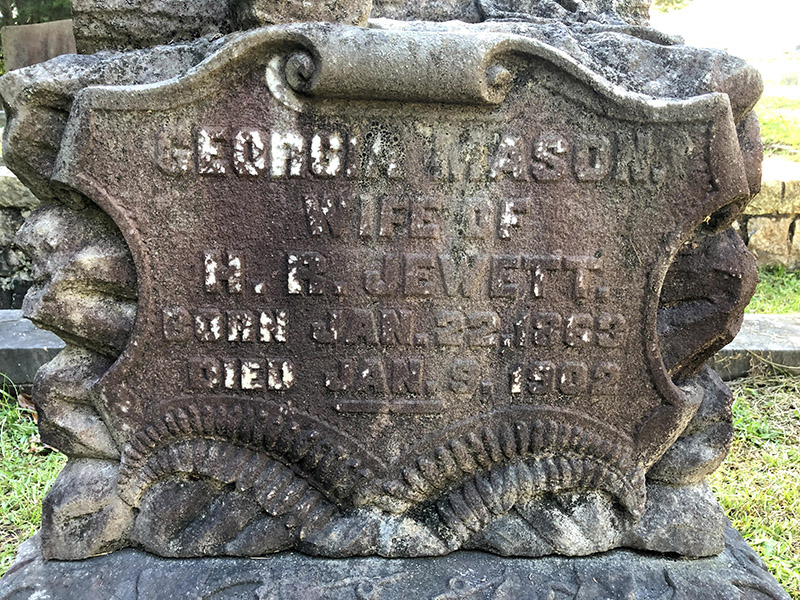 GEORGIA MASON,
WIFE OF
H. R. JEWETT.
BORN JAN. 22, 1863
DIED JAN. 9, 1902